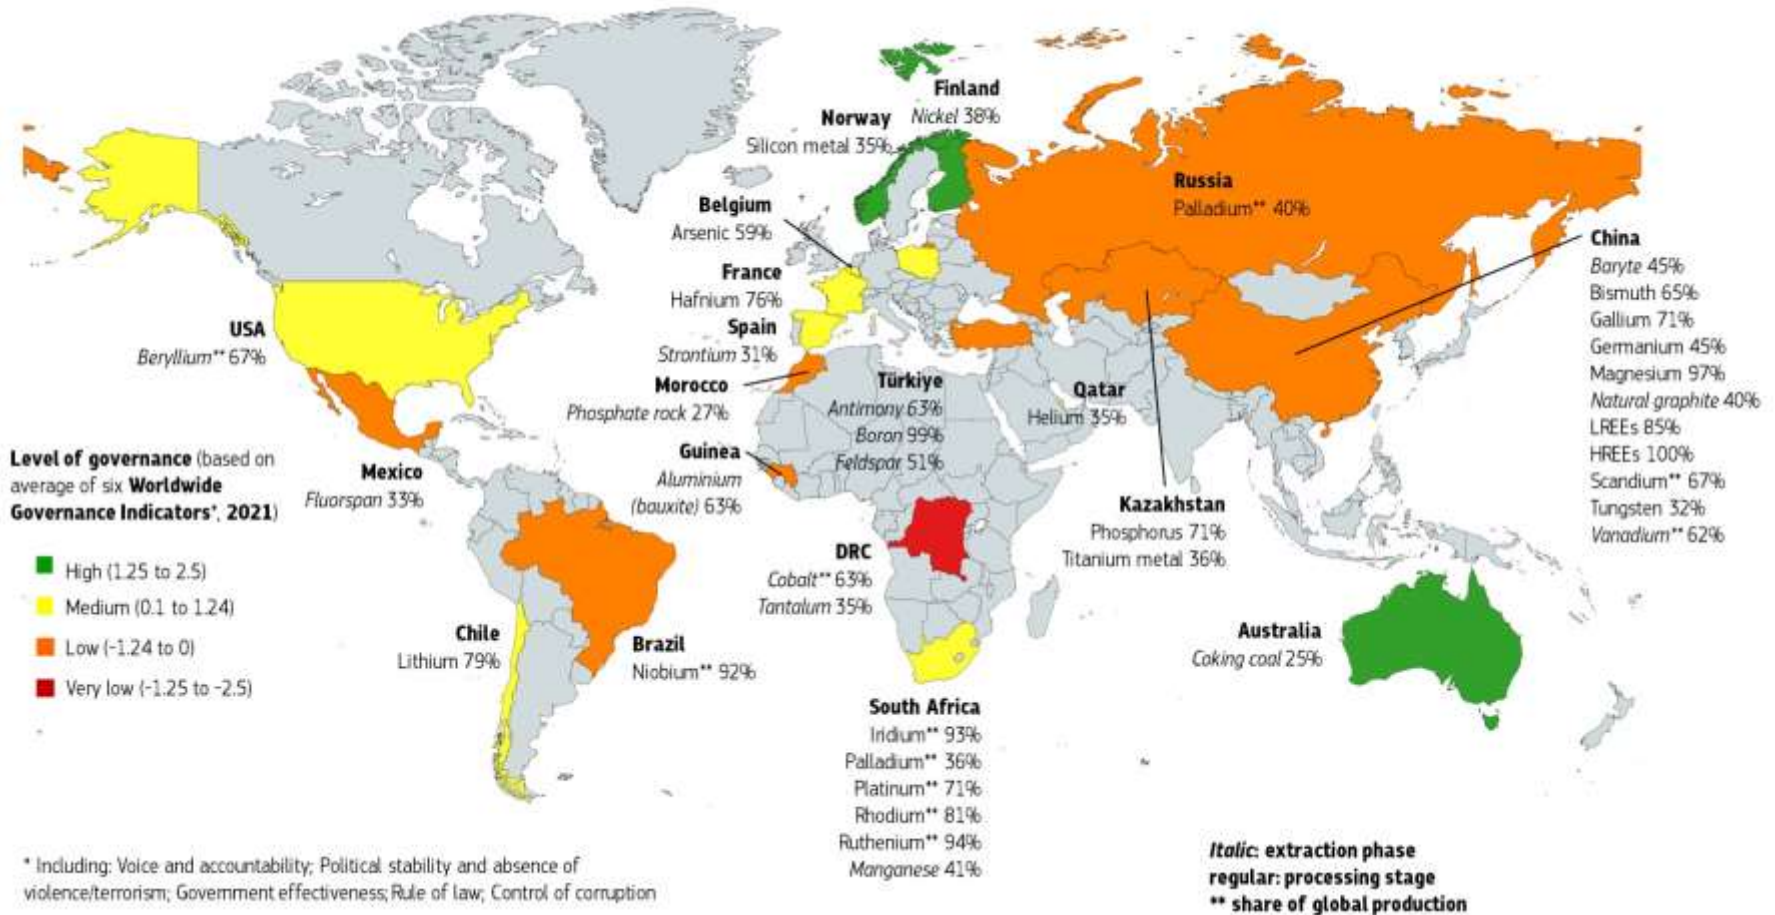 Finland
Nickel 38%
Norway
Silicon metal 35%
Belgium
Arsenic 59%
France
Hafnium 76%
Spain
Strontium 31%
Morocco
Phosphate rock 27%
Guinea
Aluminium
(bauxite) 63%
USA
Beryllium** 67%
Mexico
Fluorspan 33%
Chile
Lithium 79%
Brazil
Niobium** 92%
Türkiye
Antimony 63%
Boron 99%
Feldspar 51%
Qatar
Helium 35%
DRC
Cobalt** 63%
Tantalum 35%
South Africa
Iridium** 93%
Palladium** 36%
Platinum** 71%
Rhodium** 81%
Ruthenium** 94%
Manganese 41%
Russia
Palladium** 40%
Kazakhstan
Phosphorus 71%
Titanium metal 36%
China
Baryte 45%
Bismuth 65%
Gallium 71%
Germanium 45%
Magnesium 97%
Natural graphite 40%
LREEs 85%
HREEs 100%
Scandium** 67%
Tungsten 32%
Vanadium** 62%
Australia
Coking coal 25%
Level of governance (based on
average of six Worldwide
Governance Indicators*, 2021)
High (1.25 to 2.5)
Medium (0.1 to 1.24)
Low (-1.24 to 0)
Very low (-1.25 to -2.5)
* Including: Voice and accountability; Political stability and absence of
violence/terrorism; Government effectiveness; Rule of law; Control of corruption
Italic: extraction phase
regular: processing stage
** share of global production